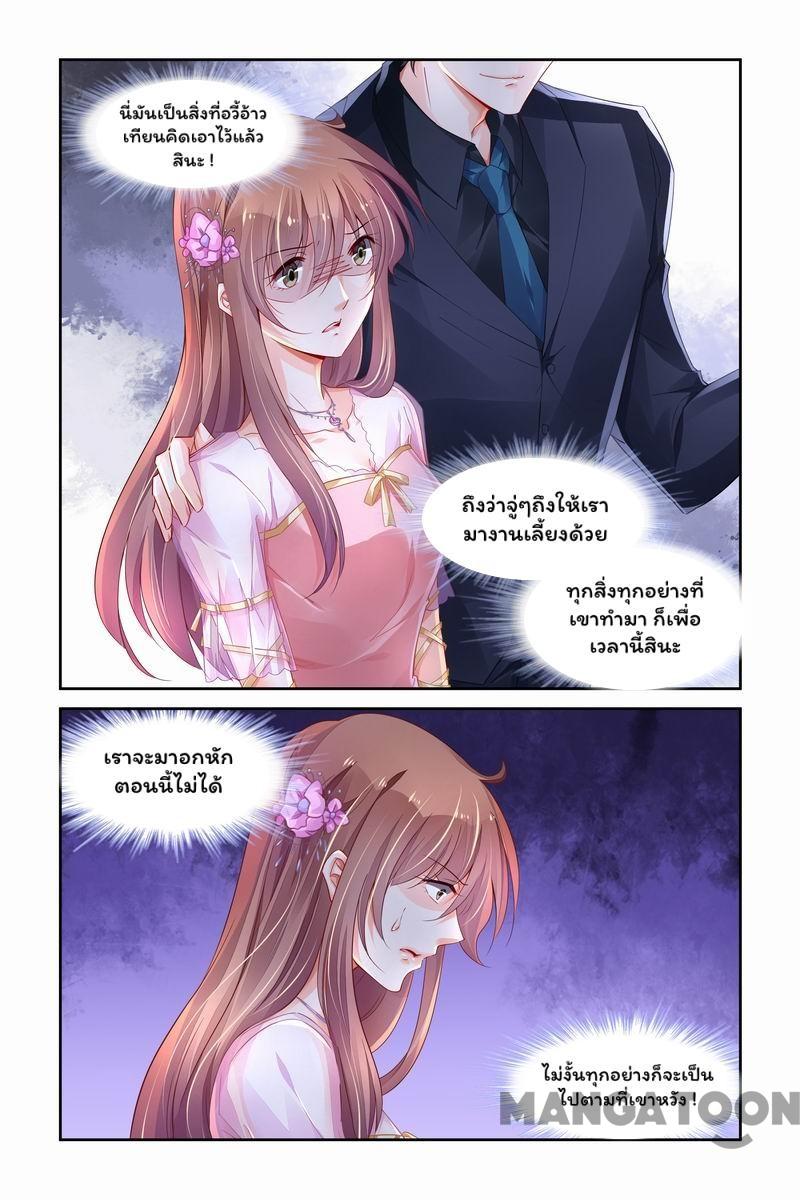 นี่มันเป็นสิ่งที่อวี้อ้าว
เทียนคิดเอาไว้แล้ว
สินะ !
ถึงว่าจู่ๆถึงให้เรา
มางานเลี้ยงด้วย
ทุกสิ่งทุกอย่างที่
เขาทำมา ก็เพื่อ
เวลานี้สินะ
เราจะมาอกหัก
ตอนนี้ไม่ได้
ไม่งั้นทุกอย่างก็จะเป็น
ไปตามที่เขาหวัง !
MANGATOON